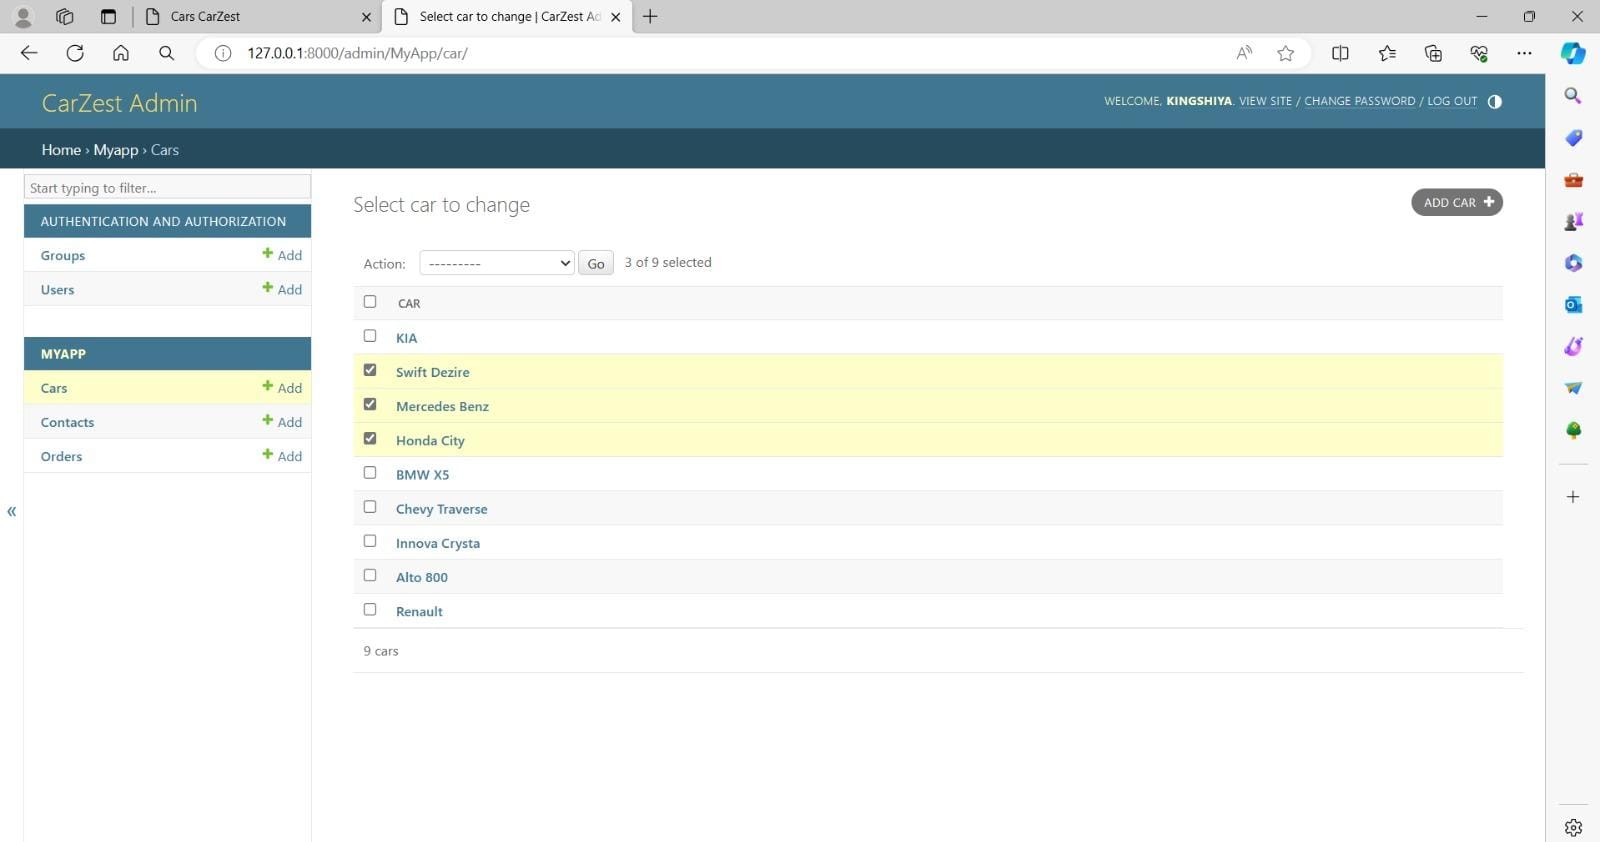 Cars CarZest
Select car to change | CarZest Ad
127.0.0.1:8000/admin/MyApp/car/
CarZest Admin
WELCOME, KINGSHIYA. VIEW SITE / CHANGE PASSWORD / LOG OUT
Home › Myapp › Cars
Start typing to filter...
AUTHENTICATION AND AUTHORIZATION
Groups + Add
Users + Add
MYAPP
Cars + Add
Contacts + Add
Orders + Add
«
Select car to change
ADD CAR +
Action: --------- Go 3 of 9 selected
CAR
KIA
Swift Dezire
Mercedes Benz
Honda City
BMW X5
Chevy Traverse
Innova Crysta
Alto 800
Renault
9 cars